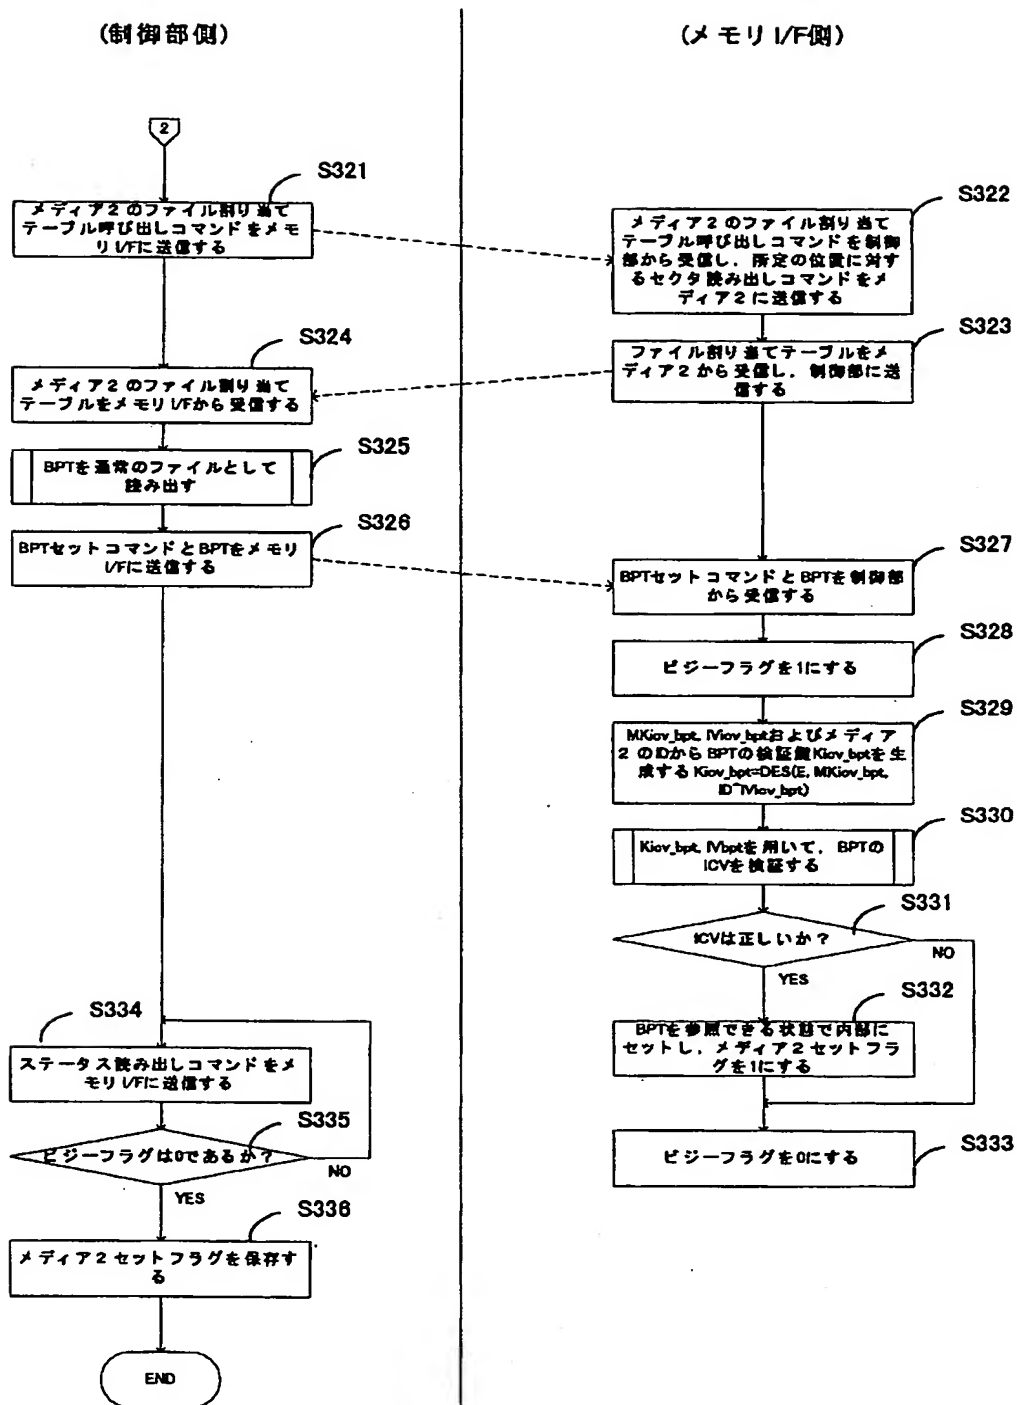 (制御部側)
(メモリI/F側)
2
S321
メディア2のファイル割り当て
テーブル呼び出しコマンドをメモ
リI/Fに送信する
S322
メディア2のファイル割り当て
テーブル呼び出しコマンドを制御
部から受信し、所定の位置に対す
るセクタ読み出しコマンドをメ
ディア2に送信する
S323
ファイル割り当てテーブルをメ
ディア2から受信し、制御部に送
信する
S324
メディア2のファイル割り当て
テーブルをメモリI/Fから受信する
S325
BPTを通常のファイルとして
読み出す
S326
BPTセットコマンドとBPTをメモリ
I/Fに送信する
S327
BPTセットコマンドとBPTを制御部
から受信する
S328
ビジーフラグを1にする
S329
MKicv_bpt, IVicv_bptおよびメディア
2のIDからBPTの検証鍵Kicv_bptを生
成する Kicv_bpt=DES(E, MKicv_bpt,
ID^IVicv_bpt)
S330
Kicv_bpt, IVbptを用いて、BPTの
ICVを検証する
S331
ICVは正しいか?
NO
YES
S332
BPTを参照できる状態で内部に
セットし、メディア2セットフラ
グを1にする
S333
ビジーフラグを0にする
S334
ステータス読み出しコマンドをメ
モリI/Fに送信する
S335
ビジーフラグは0であるか?
NO
YES
S336
メディア2セットフラグを保存す
る
END